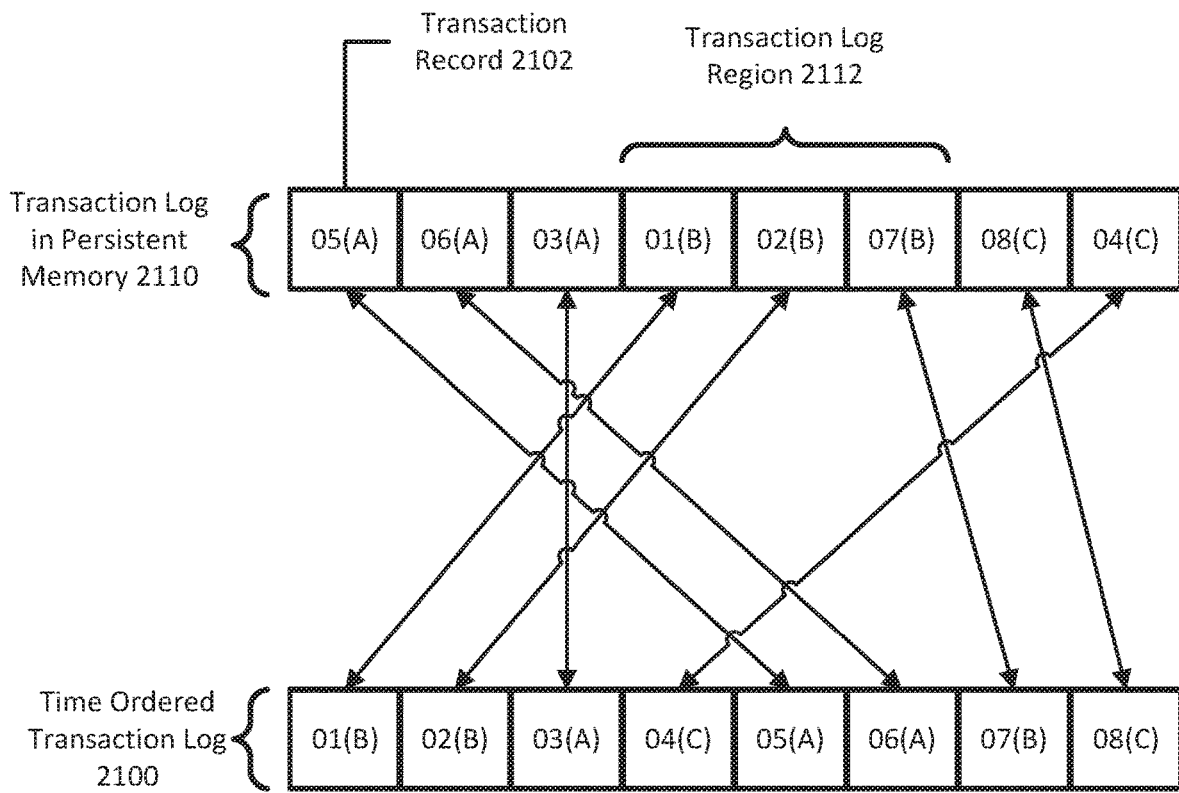 Transaction
Record 2102
Transaction Log
Region 2112
Transaction Log
in Persistent
Memory 2110
05(A) 06(A) 03(A) 01(B) 02(B) 07(B) 08(C) 04(C)
Time Ordered
Transaction Log
2100
01(B) 02(B) 03(A) 04(C) 05(A) 06(A) 07(B) 08(C)